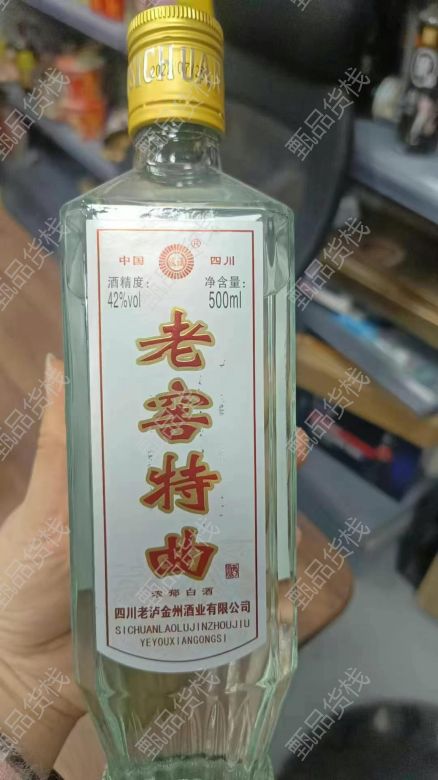 SICHUAN
中国 ® 四川
酒精度: 净含量:
42%vol 500ml
老窖特曲
浓郁白酒
四川老泸金州酒业有限公司
SICHUANLAOLUJINZHOUJIU
YEYOUXIANGONGSI
甄品货栈